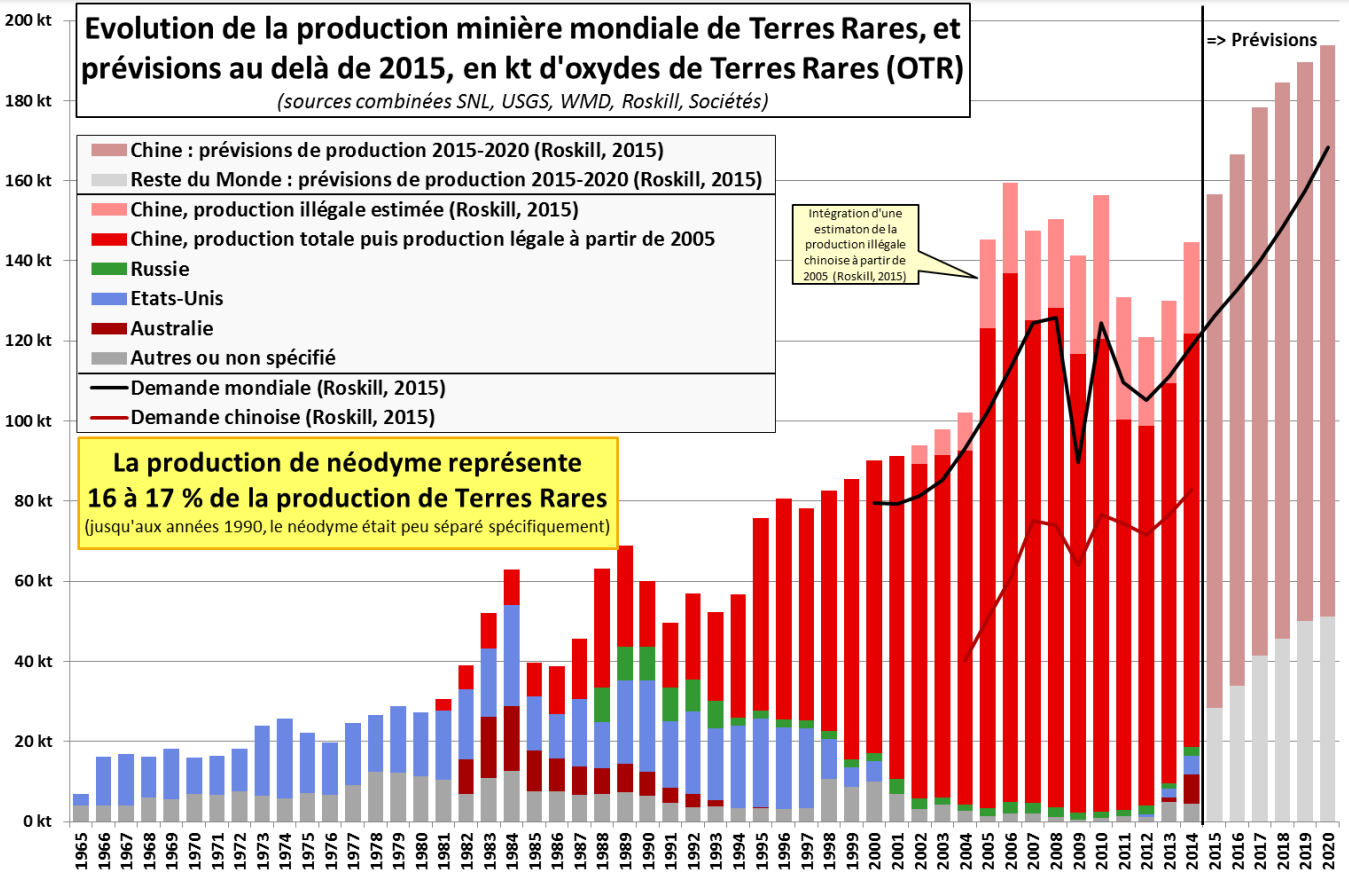 200 kt
180 kt
160 kt
140 kt
120 kt
100 kt
80 kt
60 kt
40 kt
20 kt
0 kt
Evolution de la production minière mondiale de Terres Rares, et
prévisions au delà de 2015, en kt d'oxydes de Terres Rares (OTR)
(sources combinées SNL, USGS, WMD, Roskill, Sociétés)
=> Prévisions
Chine : prévisions de production 2015-2020 (Roskill, 2015)
Reste du Monde : prévisions de production 2015-2020 (Roskill, 2015)
Chine, production illégale estimée (Roskill, 2015)
Chine, production totale puis production légale à partir de 2005
Russie
Etats-Unis
Australie
Autres ou non spécifié
Demande mondiale (Roskill, 2015)
Demande chinoise (Roskill, 2015)
Intégration d'une
estimaton de la
production illégale
chinoise à partir de
2005 (Roskill, 2015)
La production de néodyme représente
16 à 17 % de la production de Terres Rares
(jusqu'aux années 1990, le néodyme était peu séparé spécifiquement)
1965
1966
1967
1968
1969
1970
1971
1972
1973
1974
1975
1976
1977
1978
1979
1980
1981
1982
1983
1984
1985
1986
1987
1988
1989
1990
1991
1992
1993
1994
1995
1996
1997
1998
1999
2000
2001
2002
2003
2004
2005
2006
2007
2008
2009
2010
2011
2012
2013
2014
2015
2016
2017
2018
2019
2020